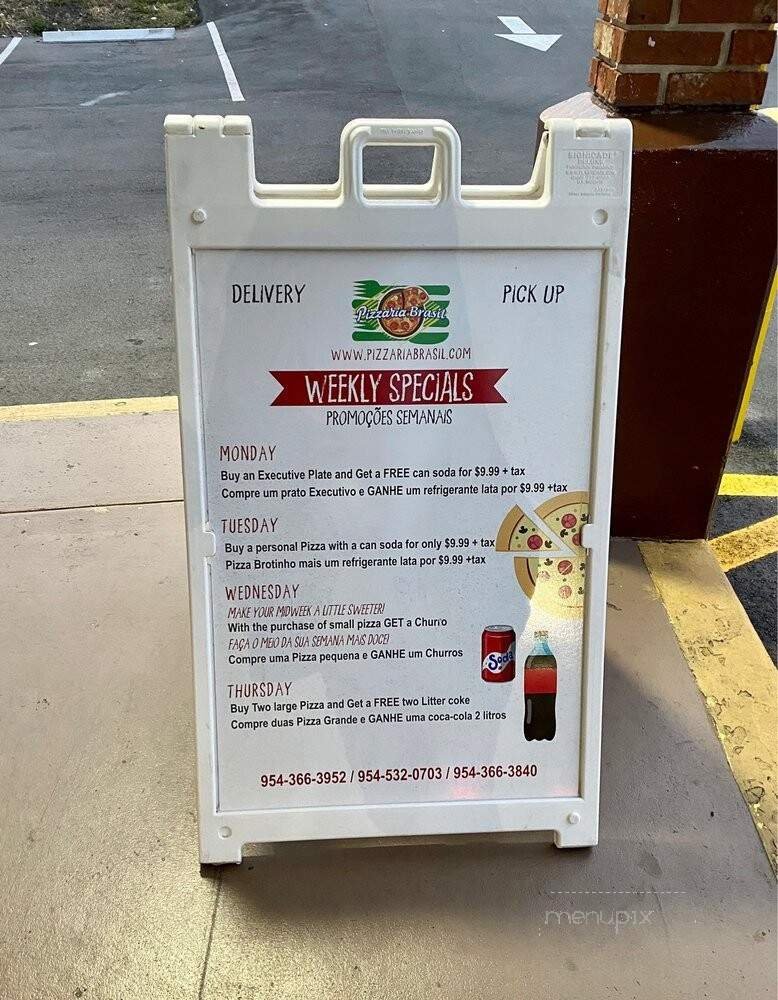 SIGNICADE
DELUXE
DELIVERY
PICK UP
Pizzaria Brasil
WWW.PIZZARIABRASIL.COM
WEEKLY SPECIALS
PROMOÇÕES SEMANAIS
MONDAY
Buy an Executive Plate and Get a FREE can soda for $9.99 + tax
Compre um prato Executivo e GANHE um refrigerante lata por $9.99 +tax
TUESDAY
Buy a personal Pizza with a can soda for only $9.99 + tax
Pizza Brotinho mais um refrigerante lata por $9.99 +tax
WEDNESDAY
MAKE YOUR MIDWEEK A LITTLE SWEETER!
With the purchase of small pizza GET a Churro
FAÇA O MEIO DA SUA SEMANA MAIS DOCE!
Compre uma Pizza pequena e GANHE um Churros
Soda
THURSDAY
Buy Two large Pizza and Get a FREE two Litter coke
Compre duas Pizza Grande e GANHE uma coca-cola 2 litros
954-366-3952 / 954-532-0703 / 954-366-3840
menupix